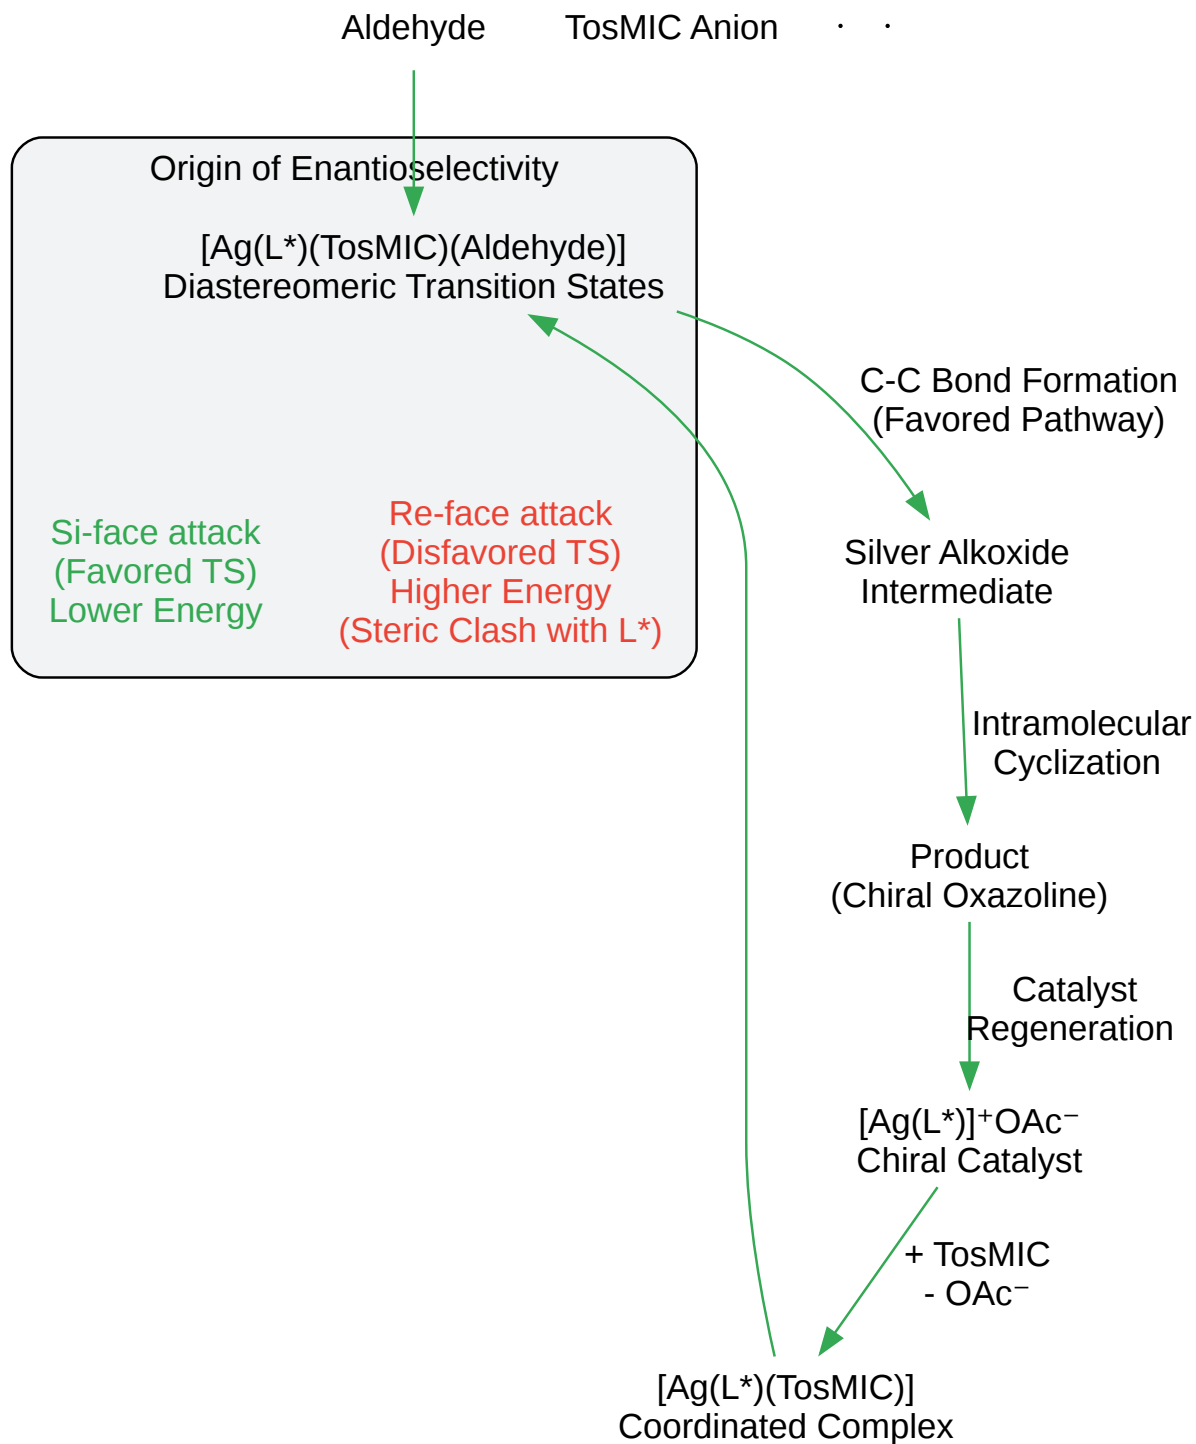 Aldehyde
TosMIC Anion
Origin of Enantioselectivity
[Ag(L*)(TosMIC)(Aldehyde)]
Diastereomeric Transition States
C-C Bond Formation
(Favored Pathway)
Si-face attack
(Favored TS)
Lower Energy
Re-face attack
(Disfavored TS)
Higher Energy
(Steric Clash with L*)
Silver Alkoxide
Intermediate
Intramolecular
Cyclization
Product
(Chiral Oxazoline)
Catalyst
Regeneration
[Ag(L*)]⁺OAc⁻
Chiral Catalyst
+ TosMIC
- OAc⁻
[Ag(L*)(TosMIC)]
Coordinated Complex